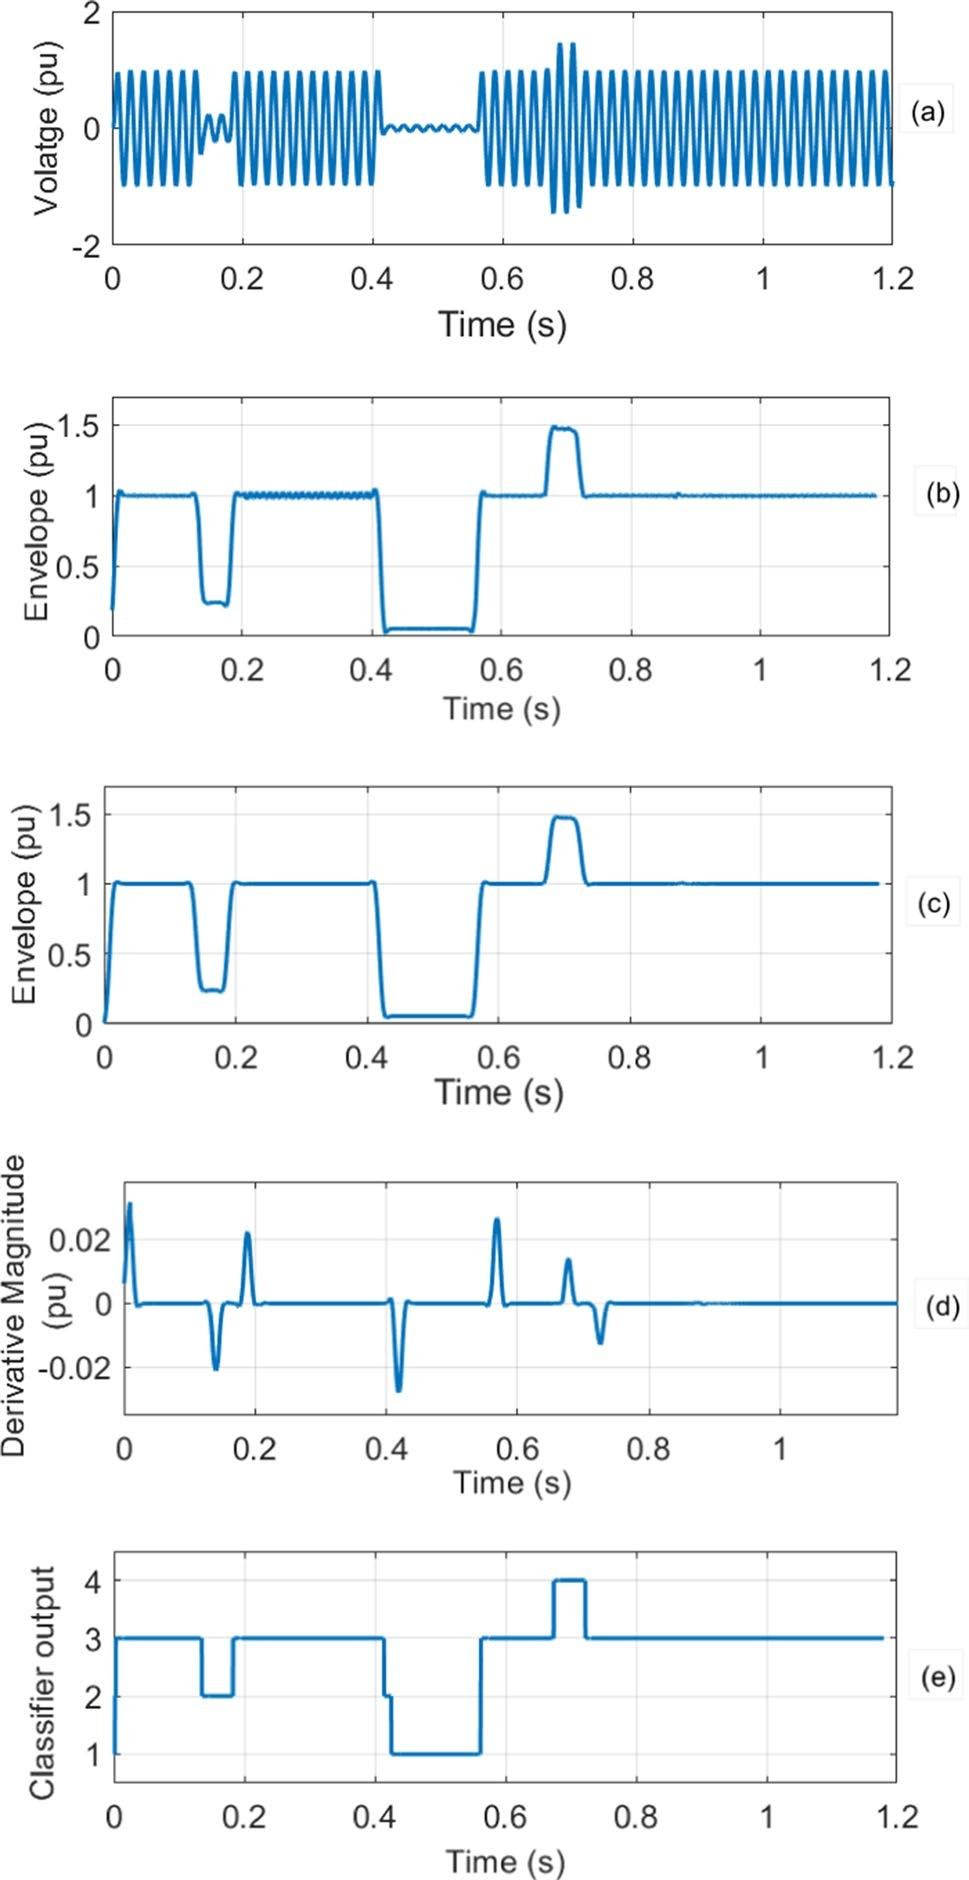 2
0
-2
Volatge (pu)
(a)
0 0.2 0.4 0.6 0.8 1 1.2
Time (s)
1.5
1
0.5
0
Envelope (pu)
(b)
0 0.2 0.4 0.6 0.8 1 1.2
Time (s)
1.5
1
0.5
0
Envelope (pu)
(c)
0 0.2 0.4 0.6 0.8 1 1.2
Time (s)
Derivative Magnitude
(pu)
0.02
0
-0.02
(d)
0 0.2 0.4 0.6 0.8 1
Time (s)
Classifier output
4
3
2
1
(e)
0 0.2 0.4 0.6 0.8 1 1.2
Time (s)